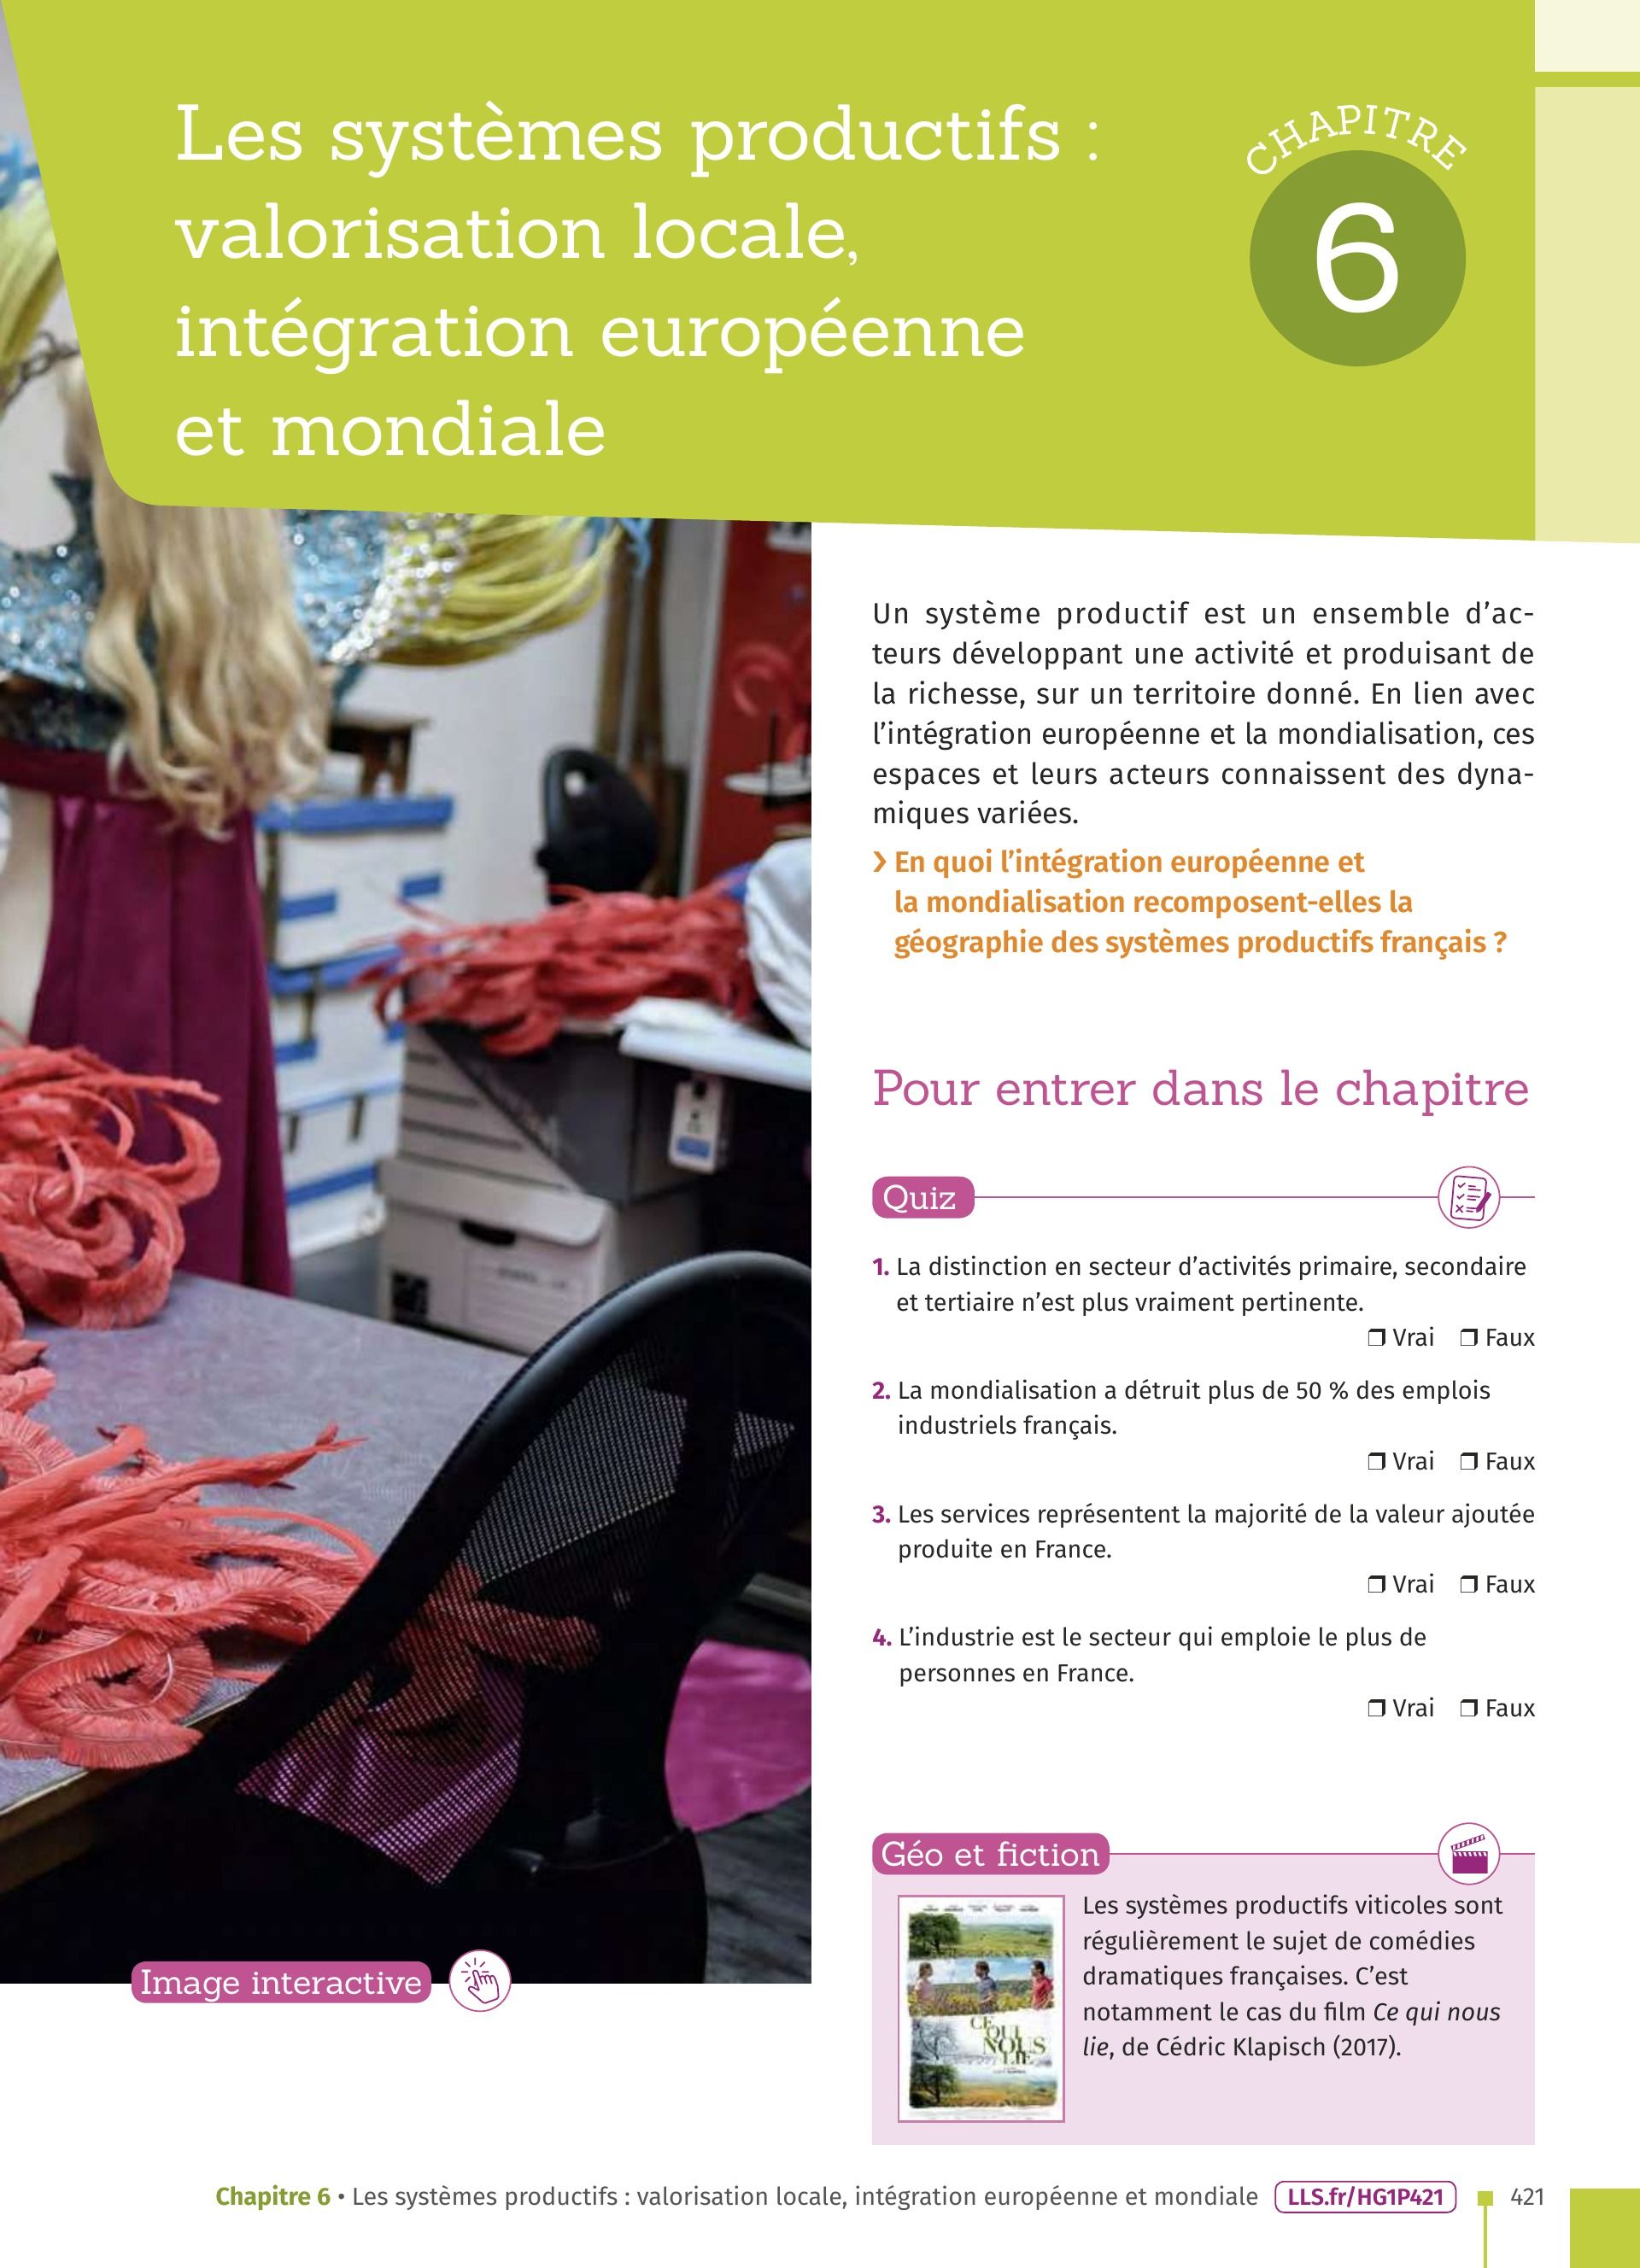 Les systèmes productifs :
valorisation locale,
intégration européenne
et mondiale
CHAPITRE
6
Un système productif est un ensemble d’ac-
teurs développant une activité et produisant de
la richesse, sur un territoire donné. En lien avec
l’intégration européenne et la mondialisation, ces
espaces et leurs acteurs connaissent des dyna-
miques variées.
› En quoi l’intégration européenne et
la mondialisation recomposent-elles la
géographie des systèmes productifs français ?
Pour entrer dans le chapitre
Quiz
1. La distinction en secteur d’activités primaire, secondaire
et tertiaire n’est plus vraiment pertinente.
❒ Vrai ❒ Faux
2. La mondialisation a détruit plus de 50 % des emplois
industriels français.
❒ Vrai ❒ Faux
3. Les services représentent la majorité de la valeur ajoutée
produite en France.
❒ Vrai ❒ Faux
4. L’industrie est le secteur qui emploie le plus de
personnes en France.
❒ Vrai ❒ Faux
Géo et fiction
CE
QUI
NOUS
LIE
Les systèmes productifs viticoles sont
régulièrement le sujet de comédies
dramatiques françaises. C’est
notamment le cas du film Ce qui nous
lie, de Cédric Klapisch (2017).
Image interactive
Chapitre 6 • Les systèmes productifs : valorisation locale, intégration européenne et mondiale LLS.fr/HG1P421 421